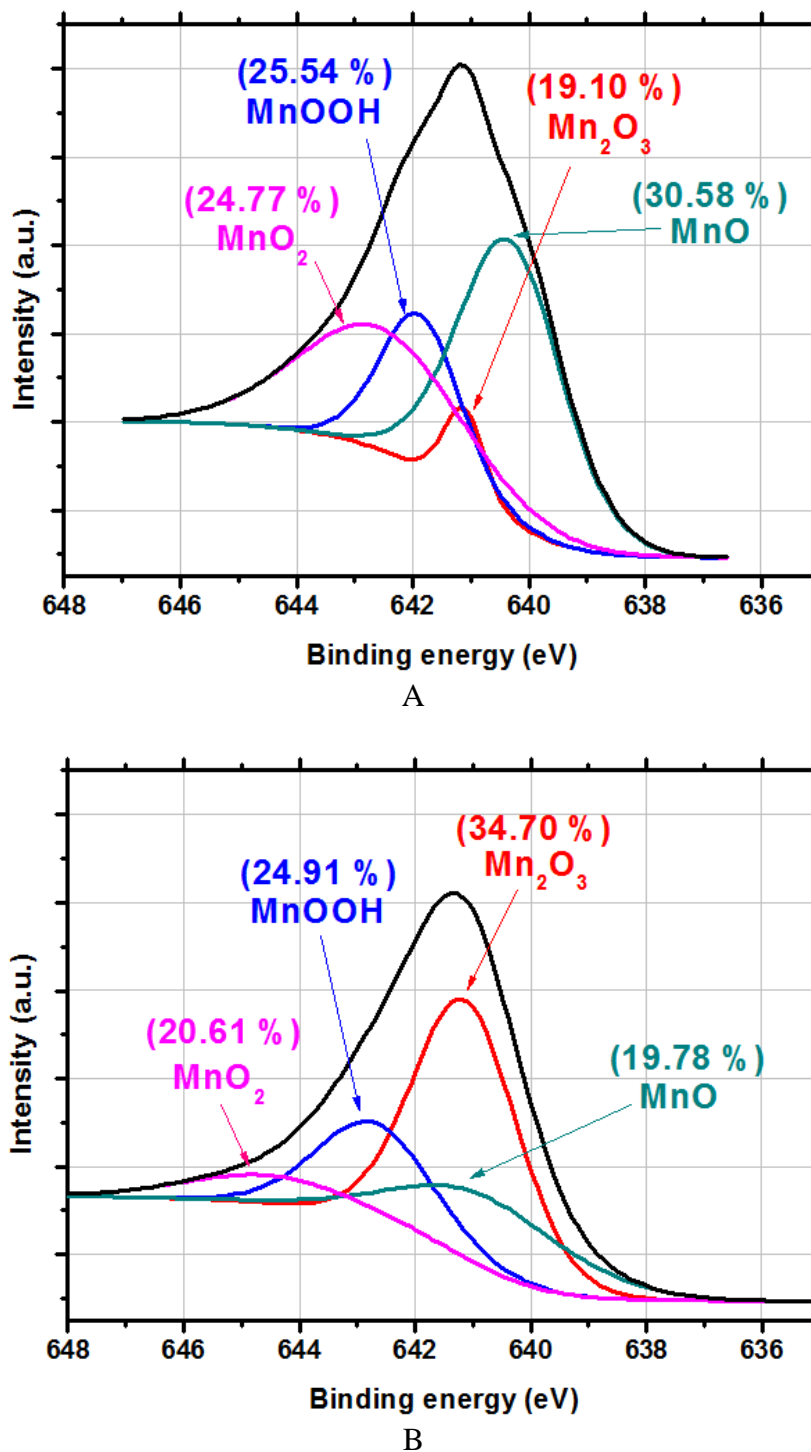 (25.54 %)
MnOOH
(19.10 %)
Mn₂O₃
(24.77 %)
MnO₂
(30.58 %)
MnO
Intensity (a.u.)
648 646 644 642 640 638 636
Binding energy (eV)
A
(34.70 %)
Mn₂O₃
(24.91 %)
MnOOH
(20.61 %)
MnO₂
(19.78 %)
MnO
Intensity (a.u.)
648 646 644 642 640 638 636
Binding energy (eV)
B